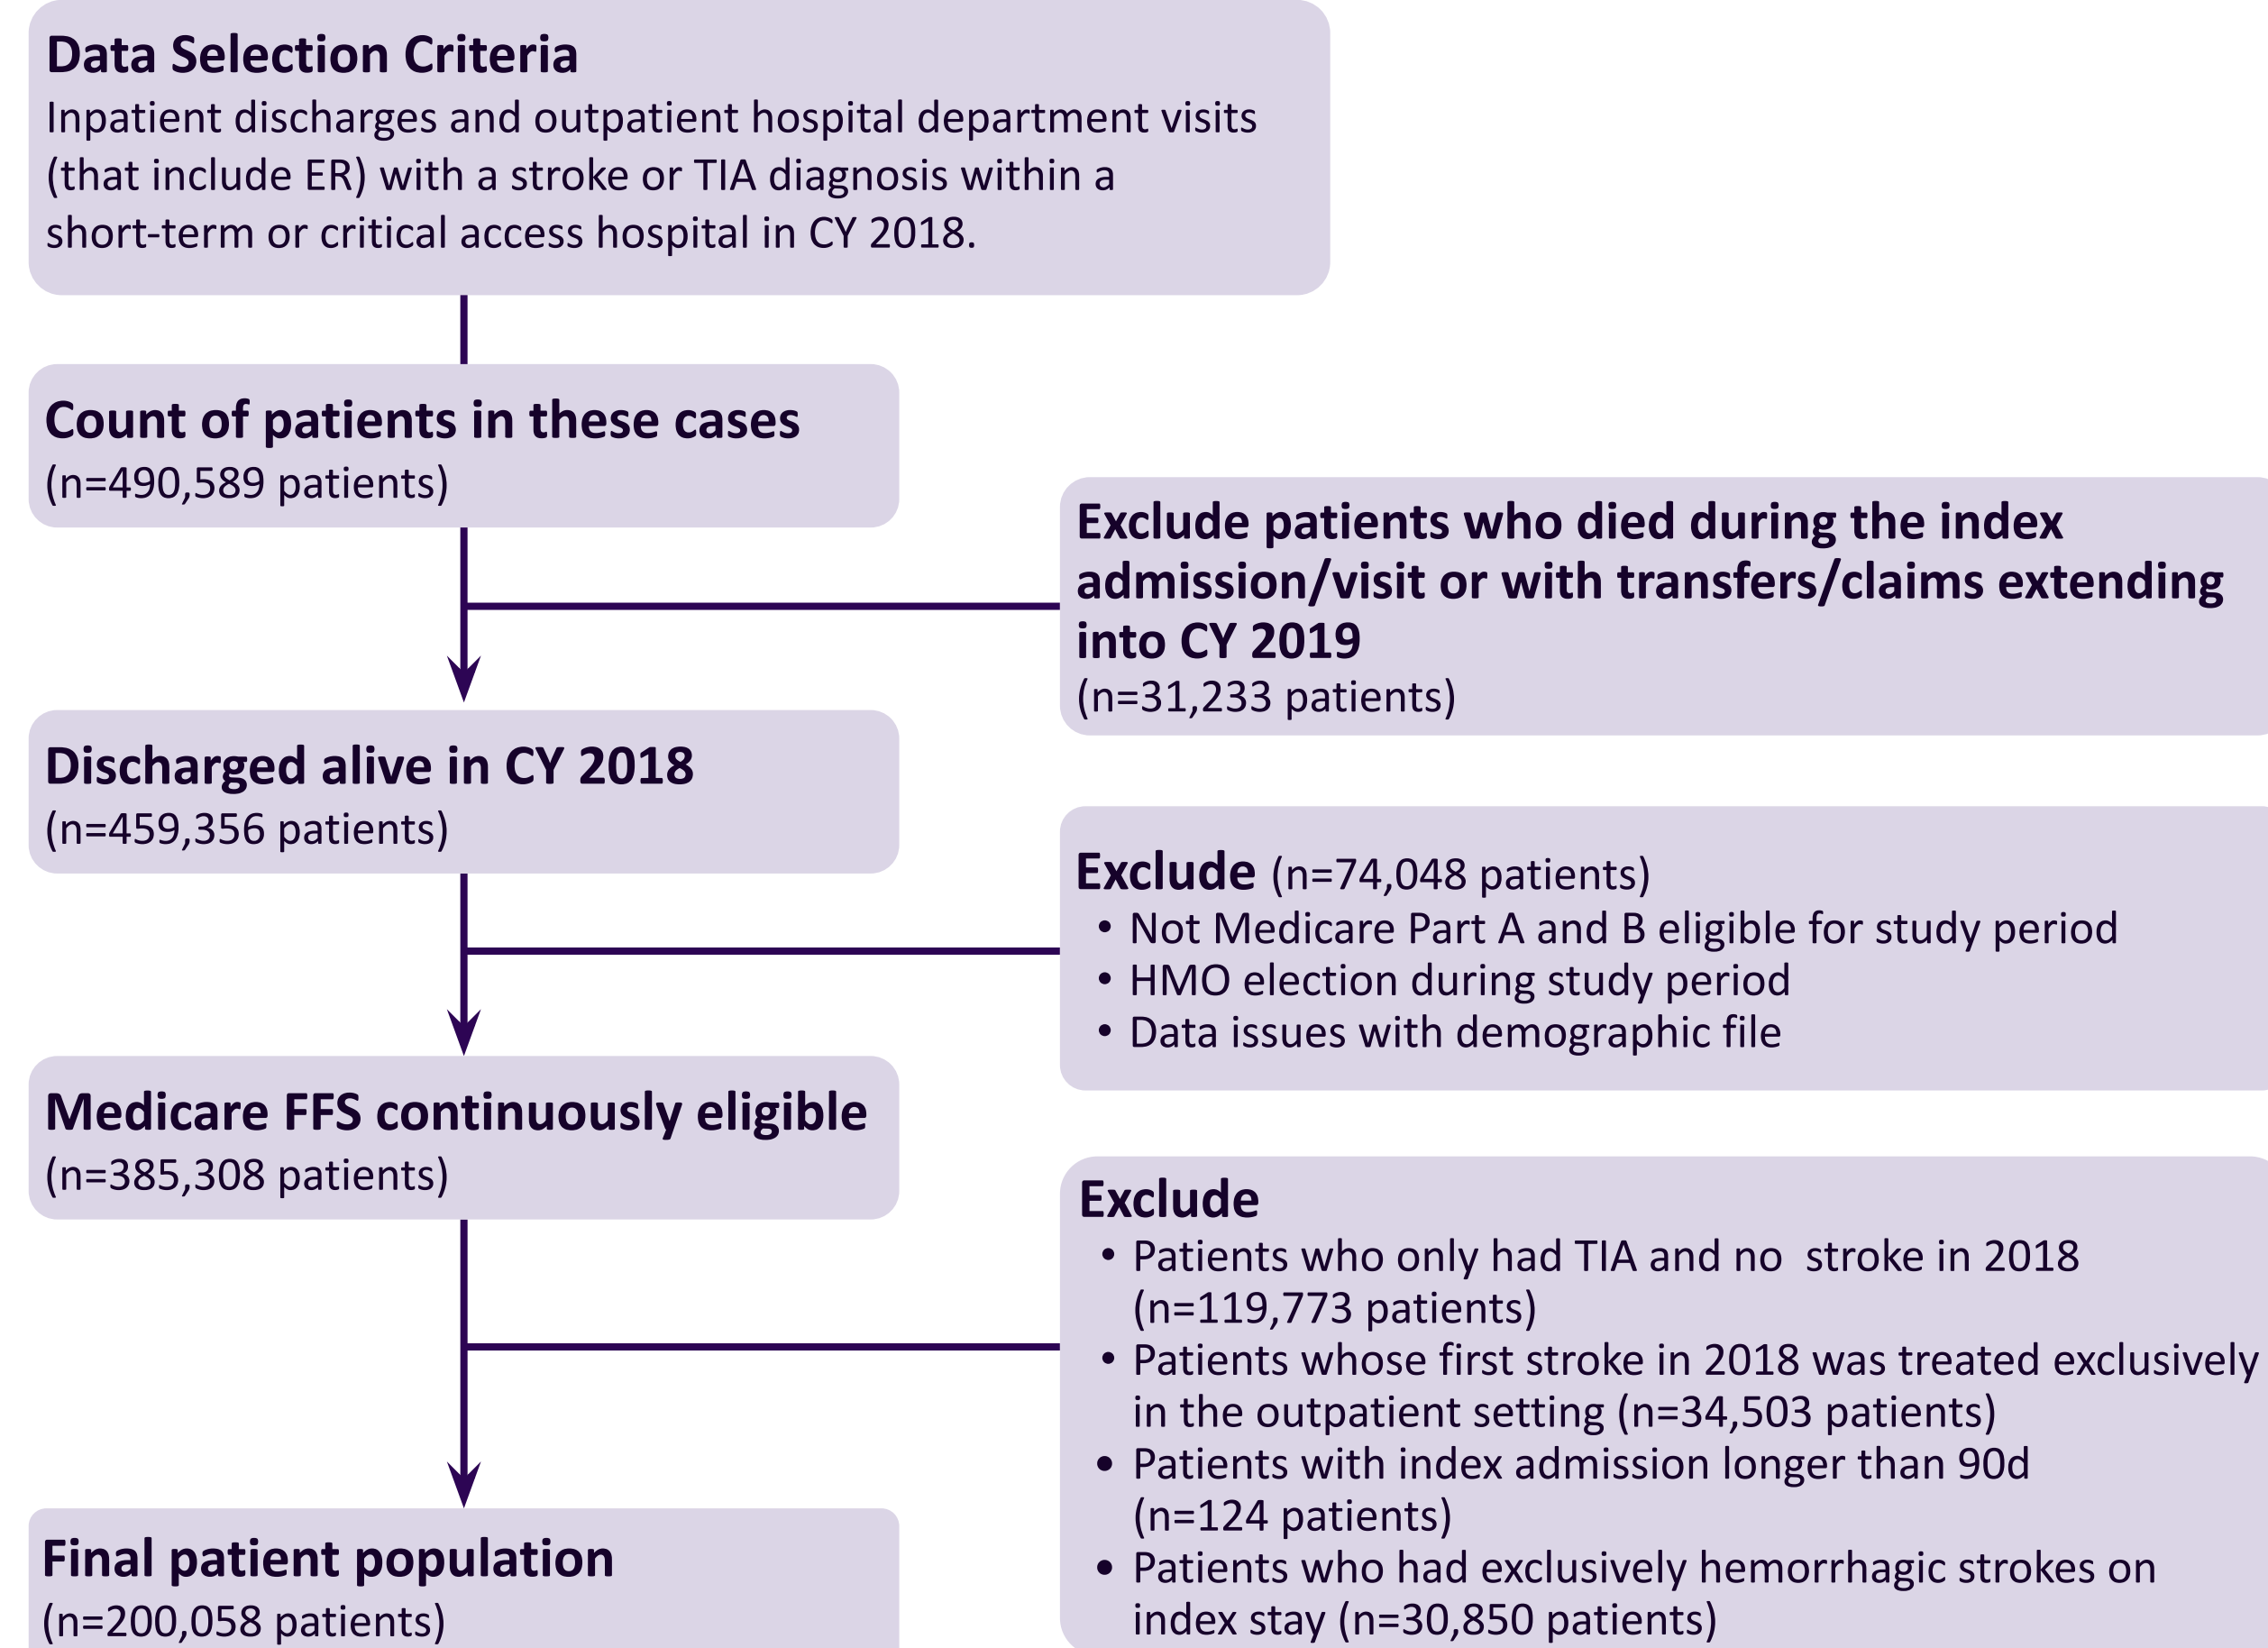 Data Selection Criteria
Inpatient discharges and outpatient hospital department visits
(that include ER) with a stroke or TIA diagnosis within a
short-term or critical access hospital in CY 2018.
Count of patients in these cases
(n=490,589 patients)
Exclude patients who died during the index
admission/visit or with transfers/claims extending
into CY 2019
(n=31,233 patients)
Discharged alive in CY 2018
(n=459,356 patients)
Exclude (n=74,048 patients)
• Not Medicare Part A and B eligible for study period
• HMO election during study period
• Data issues with demographic file
Medicare FFS continuously eligible
(n=385,308 patients)
Exclude
• Patients who only had TIA and no  stroke in 2018
(n=119,773 patients)
• Patients whose first stroke in 2018 was treated exclusively
in the outpatient setting (n=34,503 patients)
• Patients with index admission longer than 90d
(n=124 patients)
• Patients who had exclusively hemorrhagic strokes on
index stay (n=30,850 patients)
Final patient population
(n=200,058 patients)